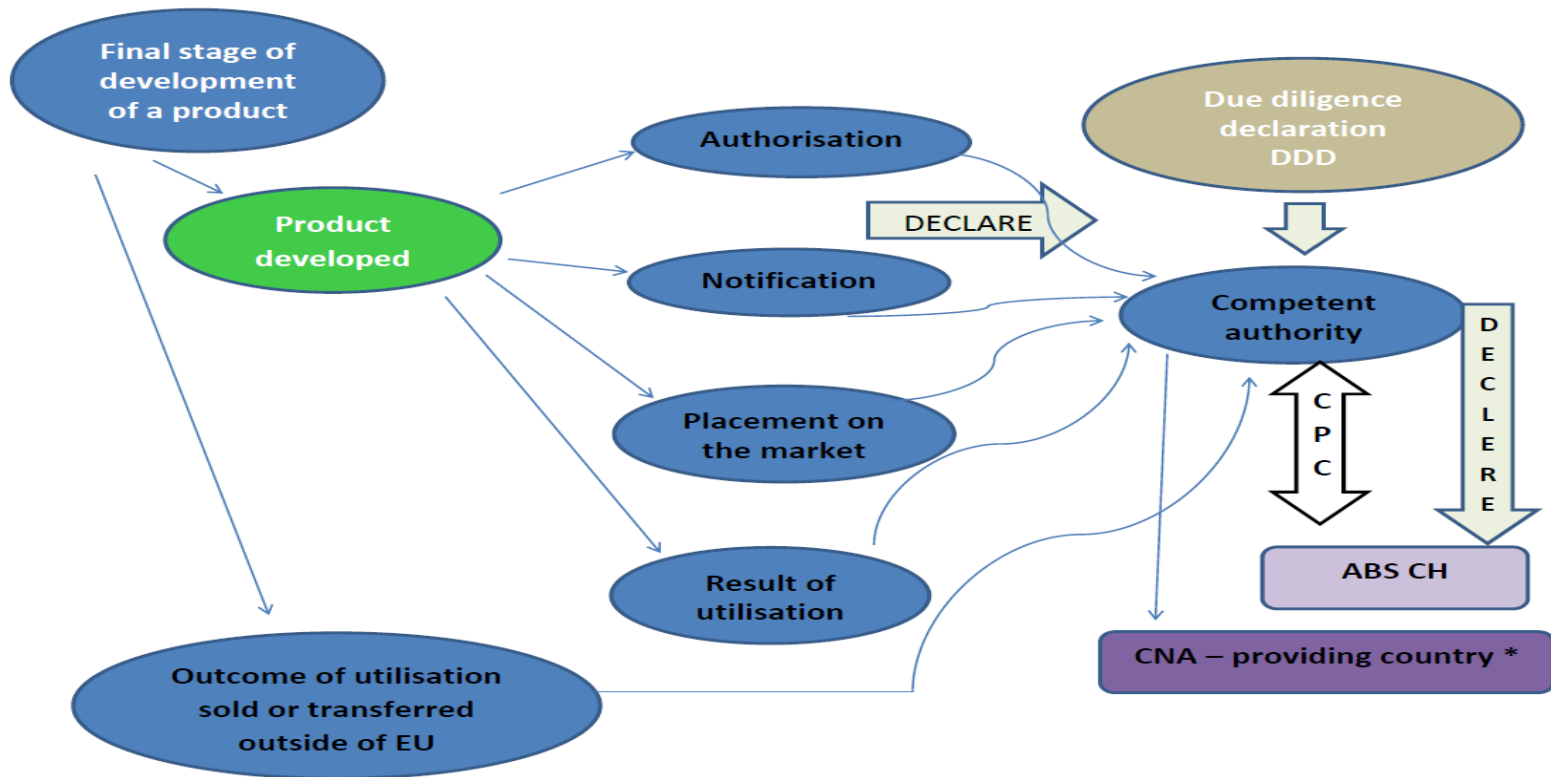 Final stage of
development
of a product
Product
developed
Authorisation
DECLARE
Notification
Placement on
the market
Result of
utilisation
Outcome of utilisation
sold or transferred
outside of EU
Due diligence
declaration
DDD
Competent
authority
C
P
C
D
E
C
L
E
R
E
ABS CH
CNA – providing country *